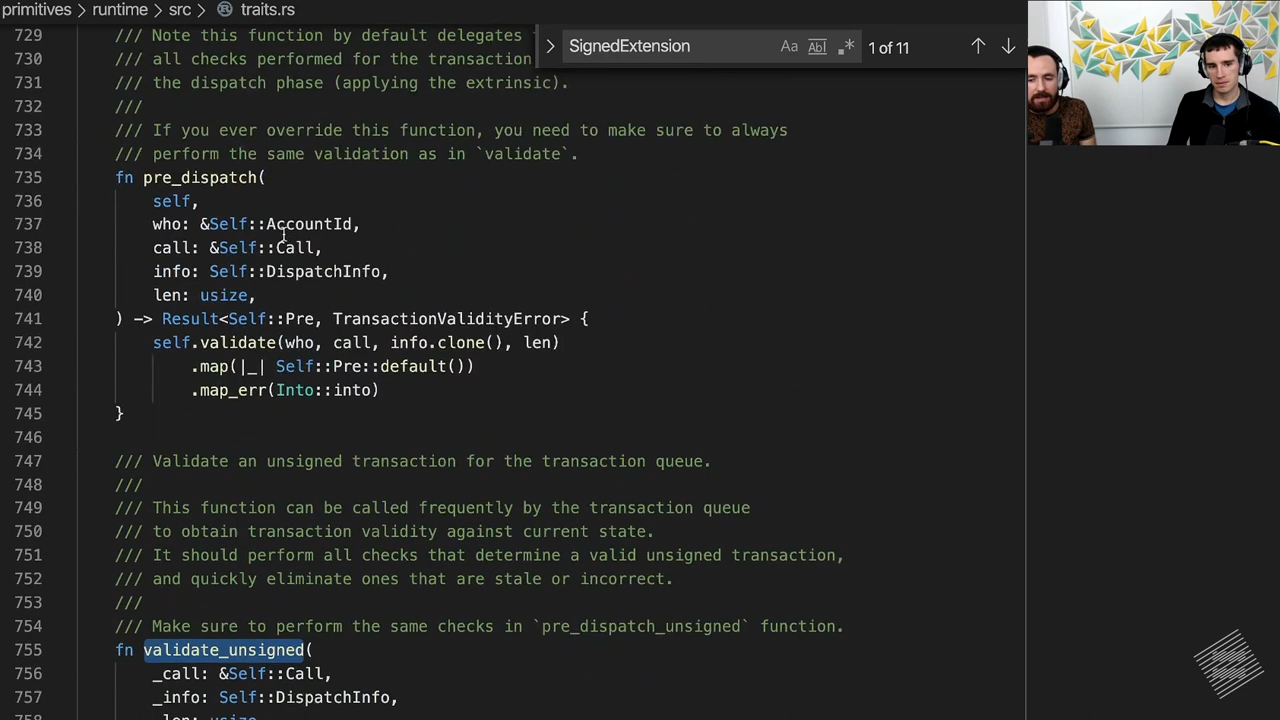 primitives > runtime > src > traits.rs
SignedExtension Aa Ab| .* 1 of 11
729 /// Note this function by default delegates
730 /// all checks performed for the transaction
731 /// the dispatch phase (applying the extrinsic).
732 ///
733 /// If you ever override this function, you need to make sure to always
734 /// perform the same validation as in `validate`.
735 fn pre_dispatch(
736 self,
737 who: &Self::AccountId,
738 call: &Self::Call,
739 info: Self::DispatchInfo,
740 len: usize,
741 ) -> Result<Self::Pre, TransactionValidityError> {
742 self.validate(who, call, info.clone(), len)
743 .map(|_| Self::Pre::default())
744 .map_err(Into::into)
745 }
746
747 /// Validate an unsigned transaction for the transaction queue.
748 ///
749 /// This function can be called frequently by the transaction queue
750 /// to obtain transaction validity against current state.
751 /// It should perform all checks that determine a valid unsigned transaction,
752 /// and quickly eliminate ones that are stale or incorrect.
753 ///
754 /// Make sure to perform the same checks in `pre_dispatch_unsigned` function.
755 fn validate_unsigned(
756 _call: &Self::Call,
757 _info: Self::DispatchInfo,
758 _len: usize